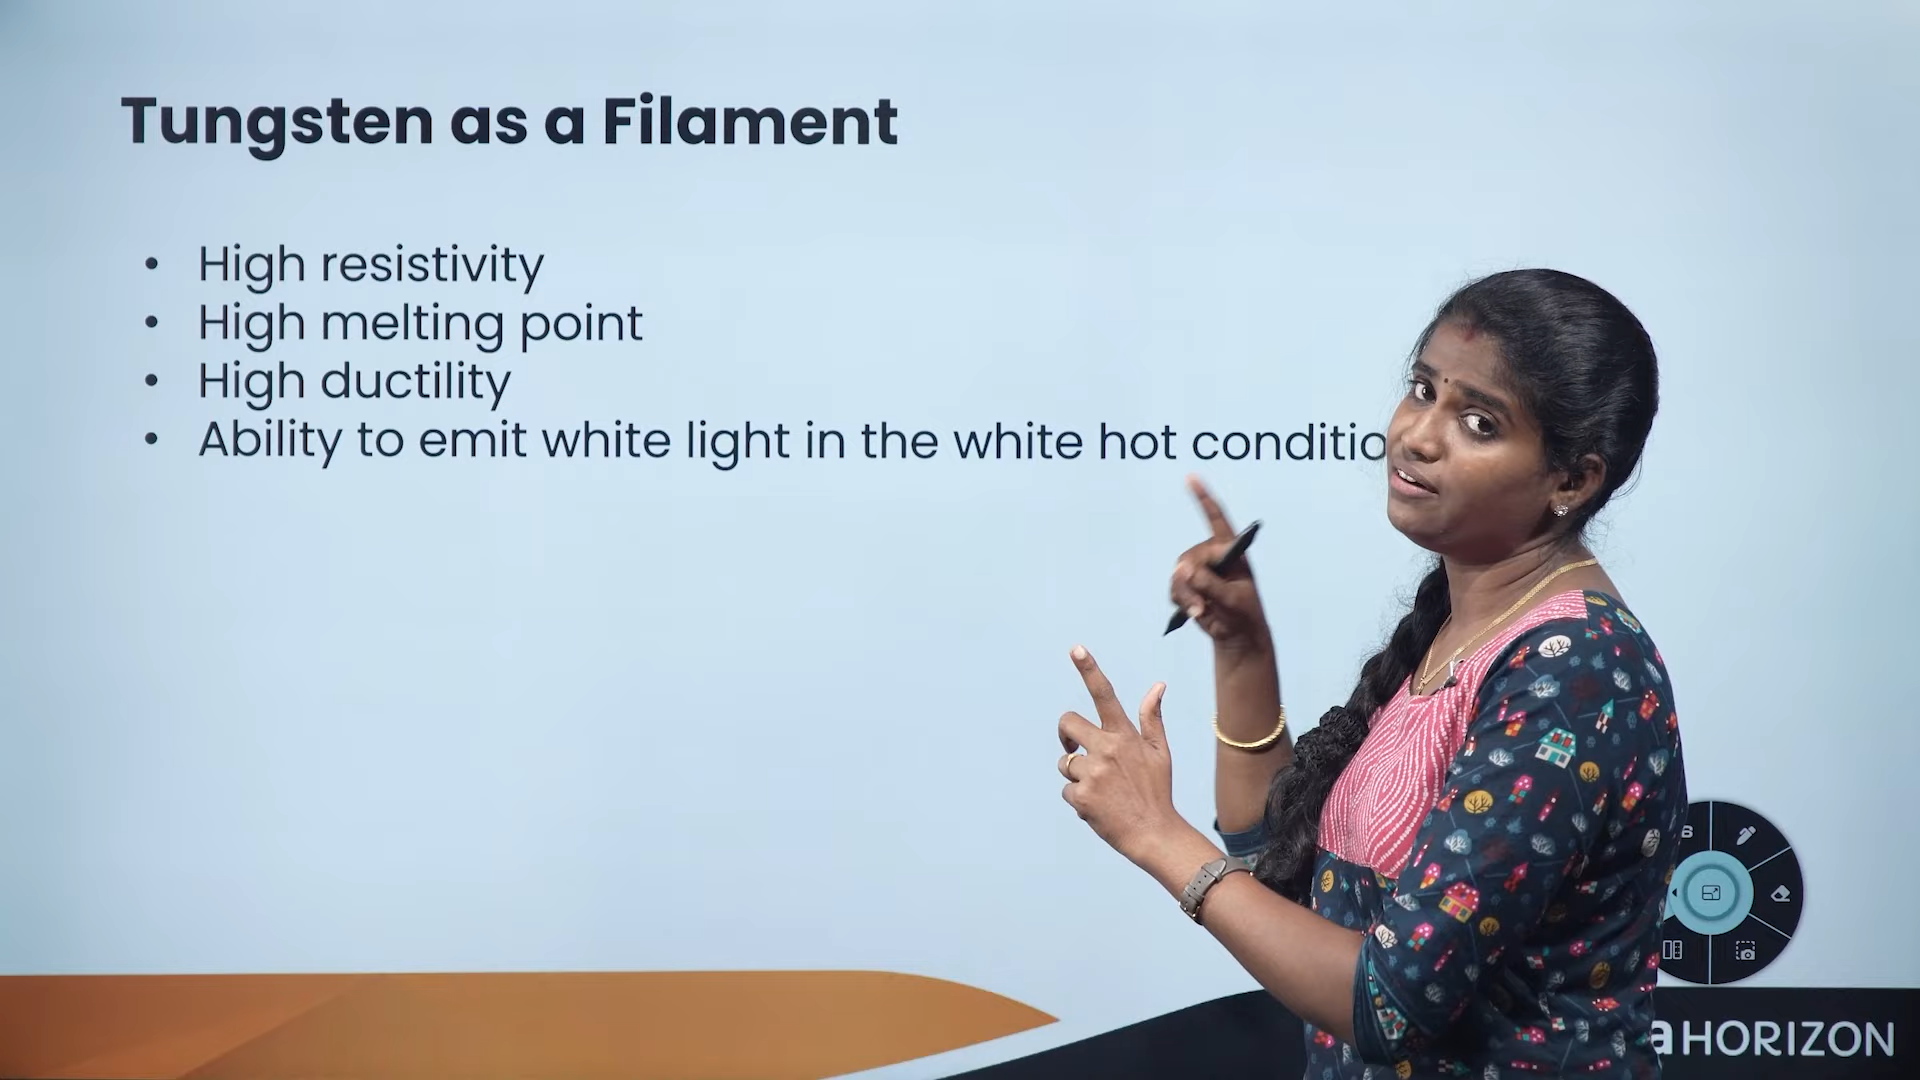 Tungsten as a Filament
• High resistivity
• High melting point
• High ductility
• Ability to emit white light in the white hot conditio
B
a HORIZON